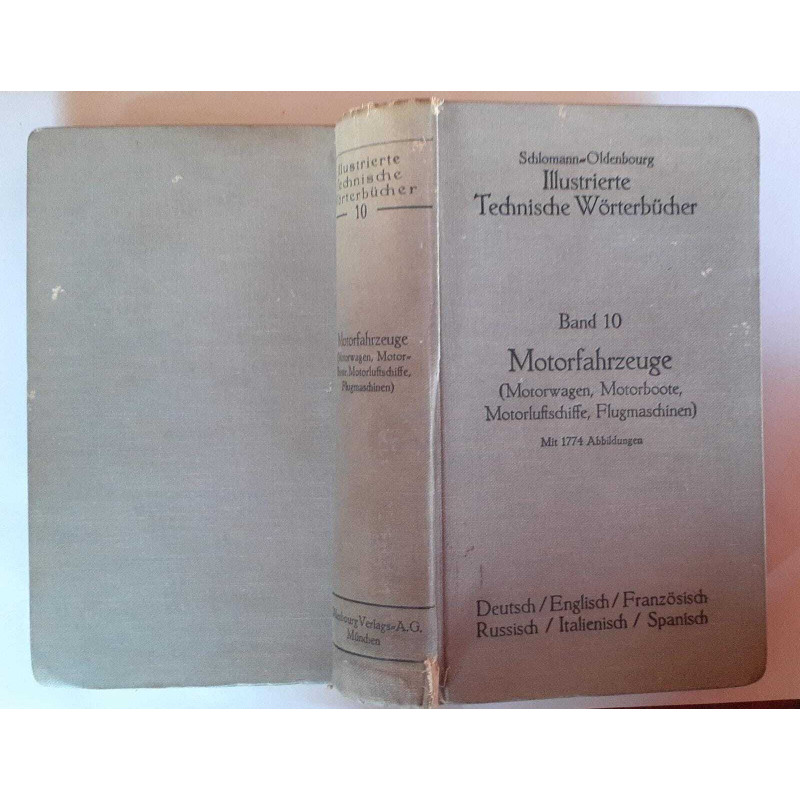 Illustrierte
Technische
Wörterbücher
10
Motorfahrzeuge
(Motorwagen, Motor-
boote, Motorluftschiffe,
Flugmaschinen)
Oldenbourg Verlags-A.G.
München
Schlomann-Oldenbourg
Illustrierte
Technische Wörterbücher
Band 10
Motorfahrzeuge
(Motorwagen, Motorboote,
Motorluftschiffe, Flugmaschinen)
Mit 1774 Abbildungen
Deutsch / Englisch / Französisch
Russisch / Italienisch / Spanisch